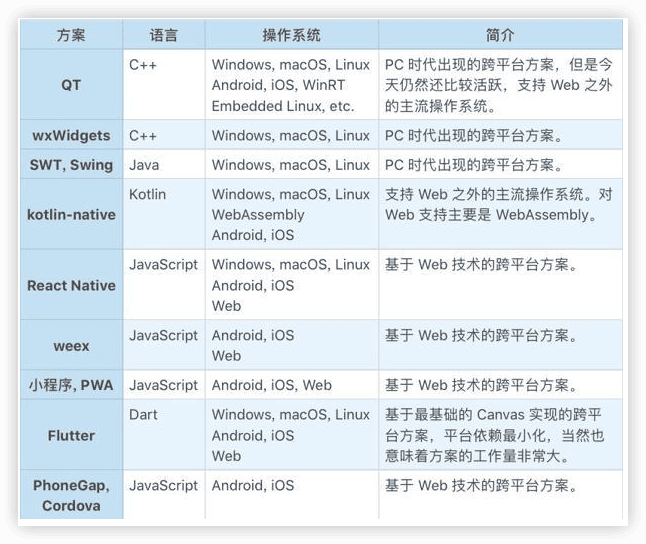 方案 语言 操作系统 简介
QT C++ Windows, macOS, Linux PC 时代出现的跨平台方案，但是今
Android, iOS, WinRT 天仍然还比较活跃，支持 Web 之外
Embedded Linux, etc. 的主流操作系统。
wxWidgets C++ Windows, macOS, Linux PC 时代出现的跨平台方案。
SWT, Swing Java Windows, macOS, Linux PC 时代出现的跨平台方案。
kotlin-native Kotlin Windows, macOS, Linux 支持 Web 之外的主流操作系统。对
WebAssembly Web 支持主要是 WebAssembly。
Android, iOS
React Native JavaScript Windows, macOS, Linux 基于 Web 技术的跨平台方案。
Android, iOS
Web
weex JavaScript Android, iOS 基于 Web 技术的跨平台方案。
Web
小程序, PWA JavaScript Android, iOS, Web 基于 Web 技术的跨平台方案。
Flutter Dart Windows, macOS, Linux 基于最基础的 Canvas 实现的跨平
Android, iOS 台方案，平台依赖最小化，当然也
Web 意味着方案的工作量非常大。
PhoneGap, JavaScript Android, iOS 基于 Web 技术的跨平台方案。
Cordova